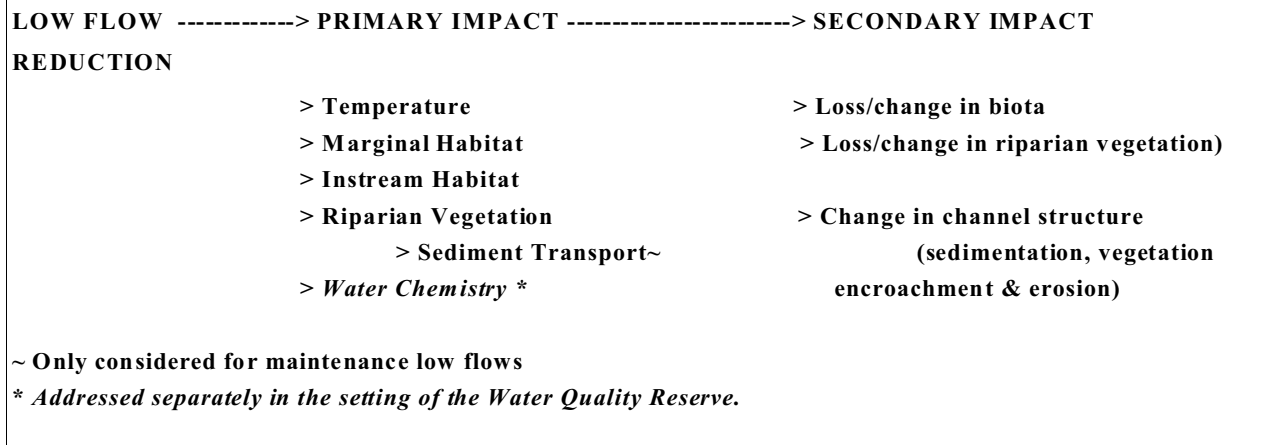 LOW FLOW -------------> PRIMARY IMPACT -------------------------> SECONDARY IMPACT
REDUCTION
> Temperature > Loss/change in biota
> Marginal Habitat > Loss/change in riparian vegetation)
> Instream Habitat
> Riparian Vegetation > Change in channel structure
> Sediment Transport~ (sedimentation, vegetation
> Water Chemistry * encroachment & erosion)
~ Only considered for maintenance low flows
* Addressed separately in the setting of the Water Quality Reserve.